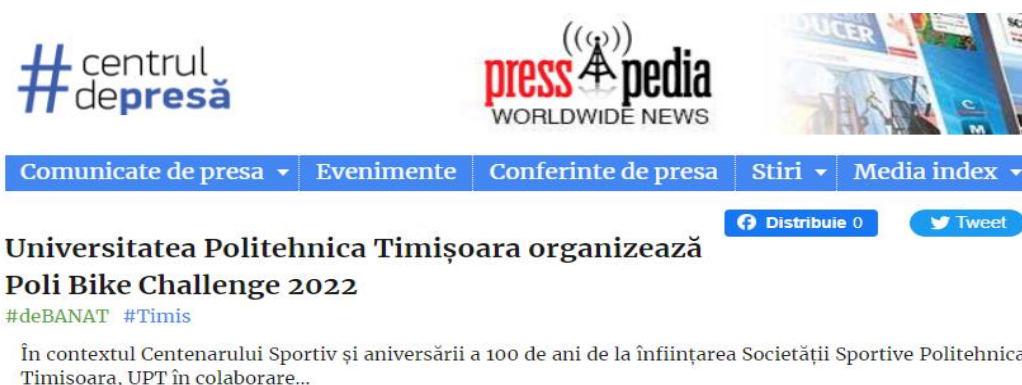 #centrul
depresă
press pedia
WORLDWIDE NEWS
Comunicate de presa Evenimente Conferinte de presa Stiri Media index
Distribuie 0 Tweet
Universitatea Politehnica Timișoara organizează
Poli Bike Challenge 2022
#deBANAT #Timis
În contextul Centenarului Sportiv și aniversării a 100 de ani de la înființarea Societății Sportive Politehnica
Timișoara, UPT în colaborare...